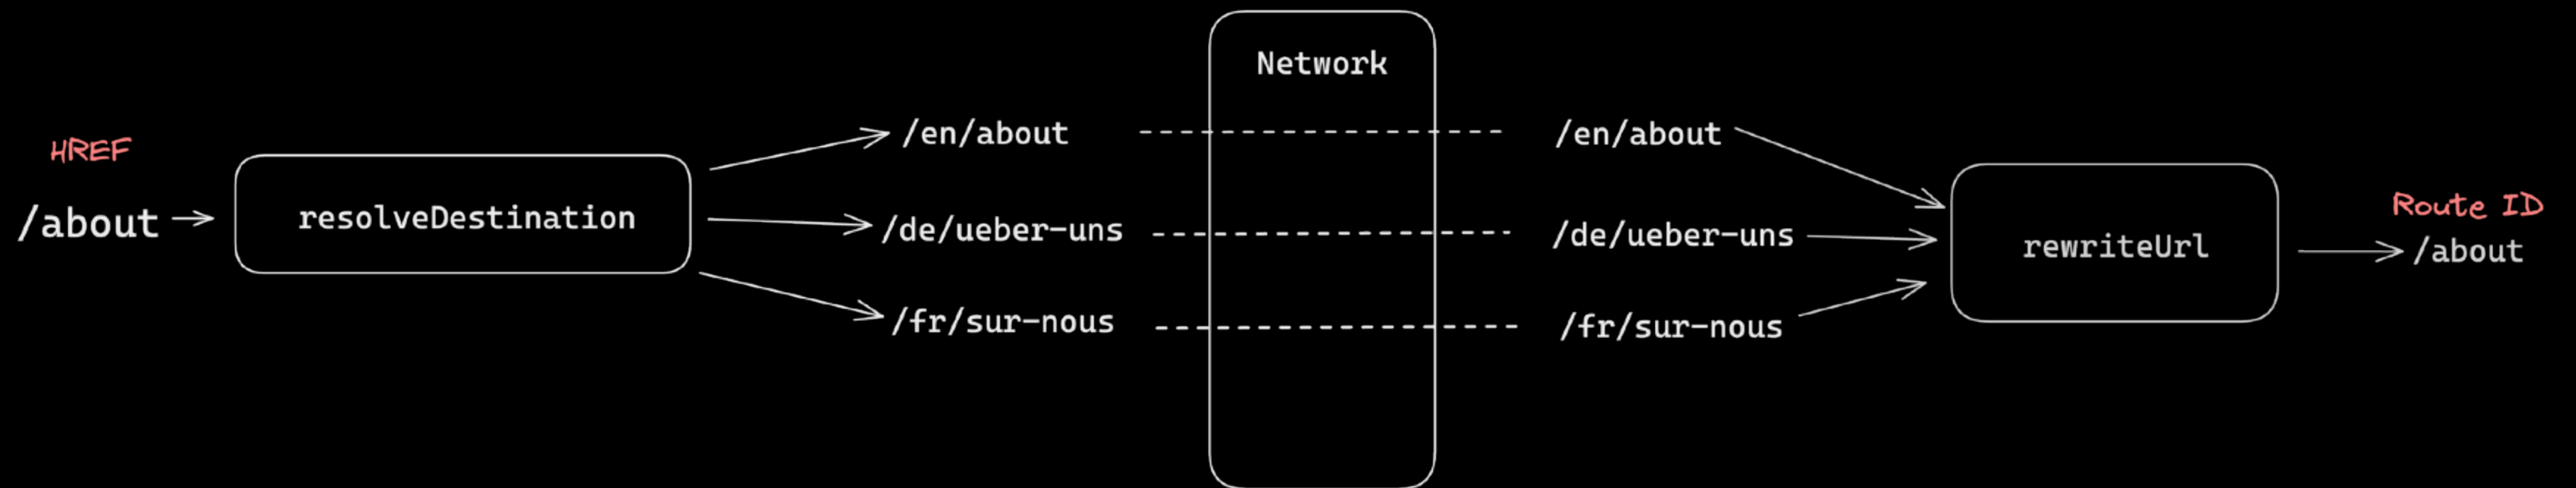 HREF
/about
resolveDestination
/en/about
/de/ueber-uns
/fr/sur-nous
Network
/en/about
/de/ueber-uns
/fr/sur-nous
rewriteUrl
Route ID
/about